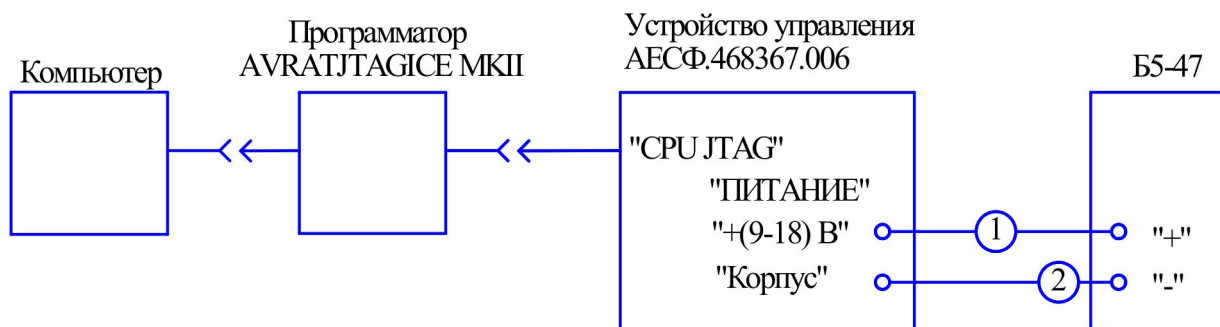 Компьютер
Программатор
AVRATJTAGICE MKII
Устройство управления
АЕСФ.468367.006
Б5-47
"CPU JTAG"
"ПИТАНИЕ"
"+(9-18) В"
1
"+"
"Корпус"
2
"-"